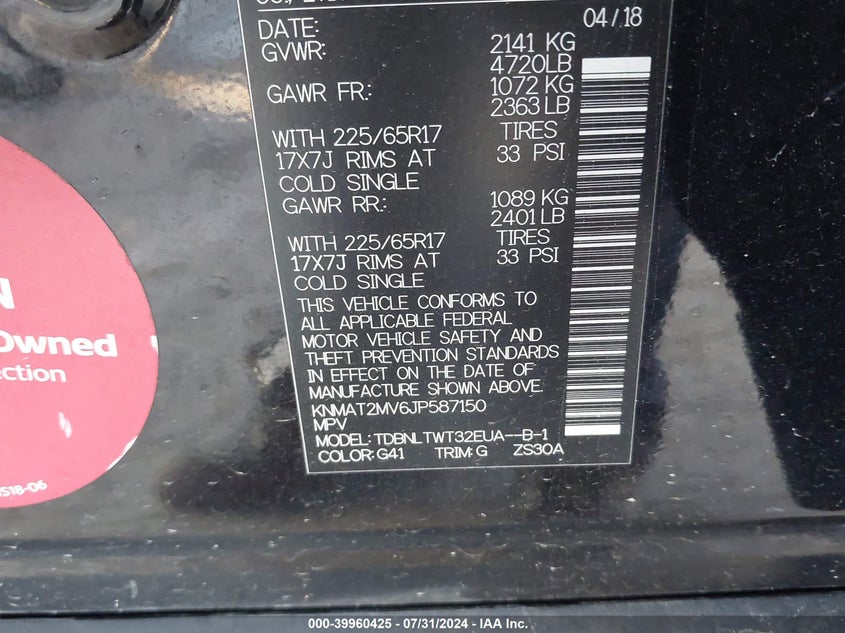 DATE: 04/18
GVWR: 2141 KG
4720LB
GAWR FR.: 1072 KG
2363 LB
WITH 225/65R17 TIRES
17X7J RIMS AT 33 PSI
COLD SINGLE
GAWR RR.: 1089 KG
2401 LB
WITH 225/65R17 TIRES
17X7J RIMS AT 33 PSI
COLD SINGLE
THIS VEHICLE CONFORMS TO
ALL APPLICABLE FEDERAL
MOTOR VEHICLE SAFETY AND
THEFT PREVENTION STANDARDS
IN EFFECT ON THE DATE OF
MANUFACTURE SHOWN ABOVE.
KNMAT2MV6JP587150
MPV
MODEL: TDBNLTWT32EUA--B-1
COLOR: G41 TRIM: G ZS30A
N
Owned
ection
S1B-06
000-39960425 - 07/31/2024 - IAA Inc.